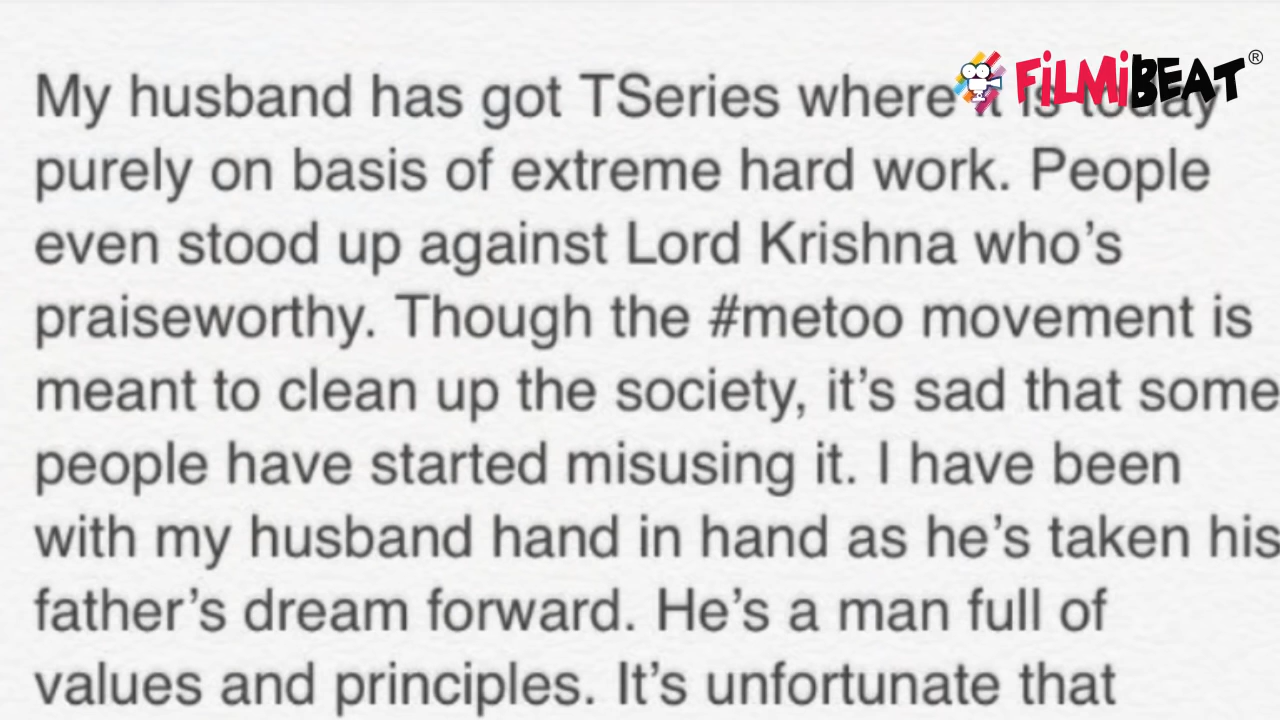 FiLMiBEAT®
My husband has got TSeries where it is today
purely on basis of extreme hard work. People
even stood up against Lord Krishna who's
praiseworthy. Though the #metoo movement is
meant to clean up the society, it's sad that some
people have started misusing it. I have been
with my husband hand in hand as he's taken his
father's dream forward. He's a man full of
values and principles. It's unfortunate that